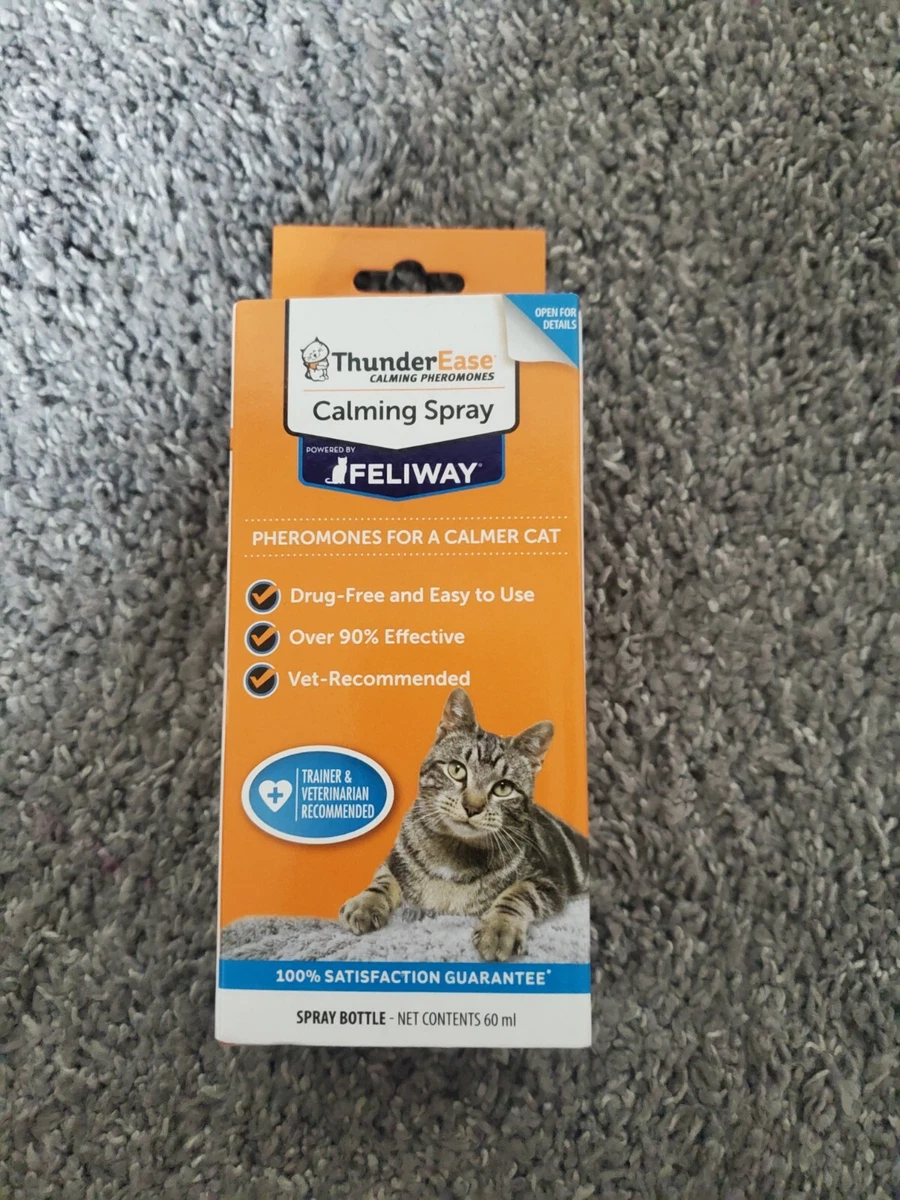 OPEN FOR
DETAILS
ThunderEase®
CALMING PHEROMONES
Calming Spray
POWERED BY
FELIWAY®
PHEROMONES FOR A CALMER CAT
Drug-Free and Easy to Use
Over 90% Effective
Vet-Recommended
TRAINER &
VETERINARIAN
RECOMMENDED
100% SATISFACTION GUARANTEE*
SPRAY BOTTLE - NET CONTENTS 60 ml